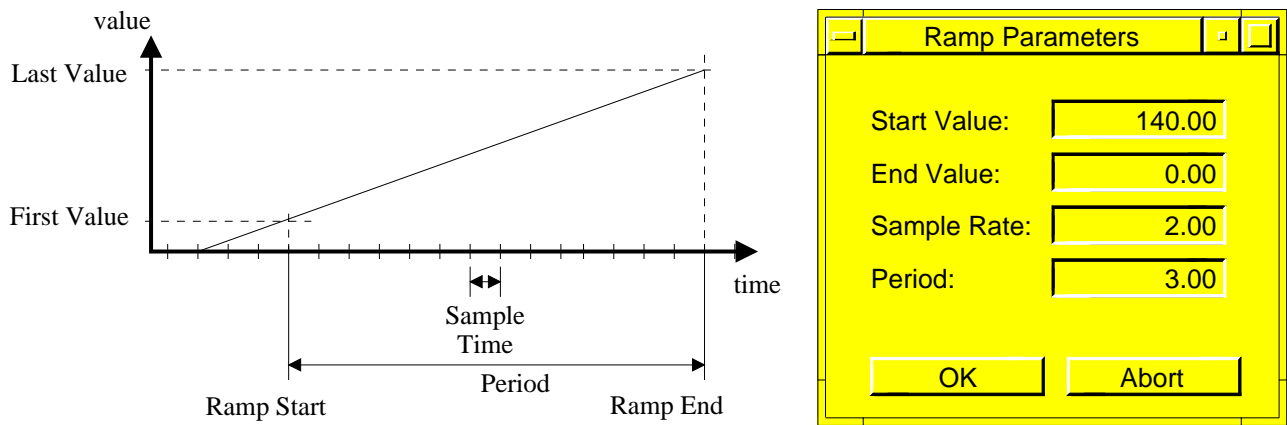 value
Last Value
First Value
time
Sample
Time
Period
Ramp Start
Ramp End
Ramp Parameters
Start Value: 140.00
End Value: 0.00
Sample Rate: 2.00
Period: 3.00
OK Abort